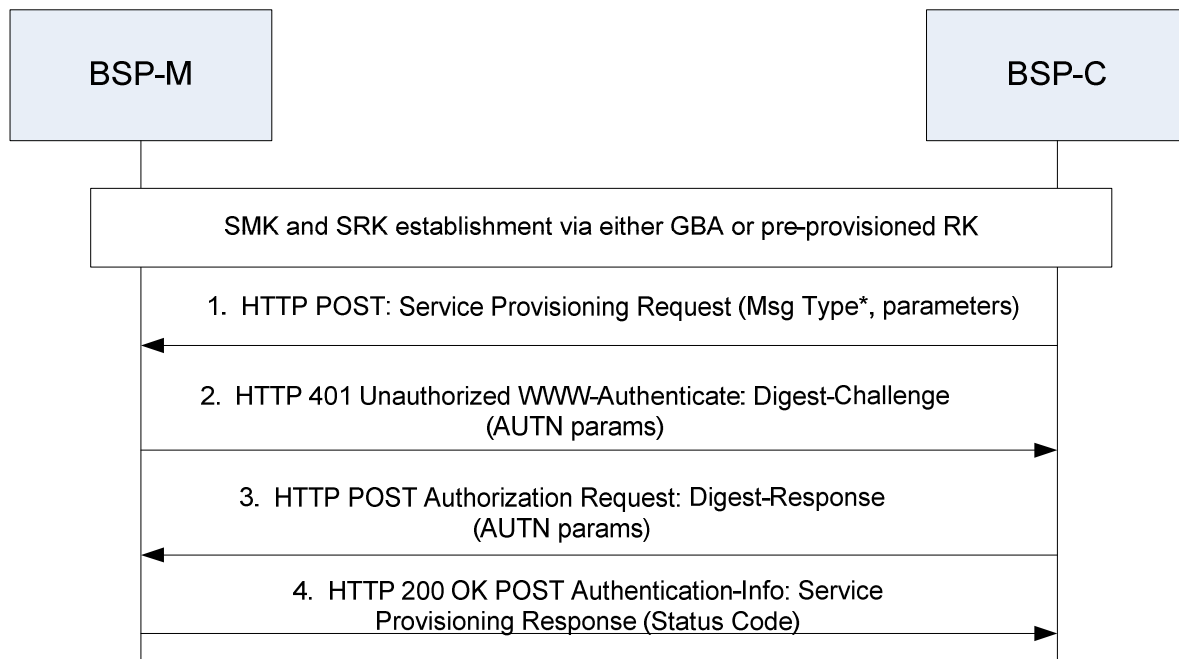 BSP-M
BSP-C
SMK and SRK establishment via either GBA or pre-provisioned RK
1. HTTP POST: Service Provisioning Request (Msg Type*, parameters)
2. HTTP 401 Unauthorized WWW-Authenticate: Digest-Challenge
(AUTN params)
3. HTTP POST Authorization Request: Digest-Response
(AUTN params)
4. HTTP 200 OK POST Authentication-Info: Service
Provisioning Response (Status Code)